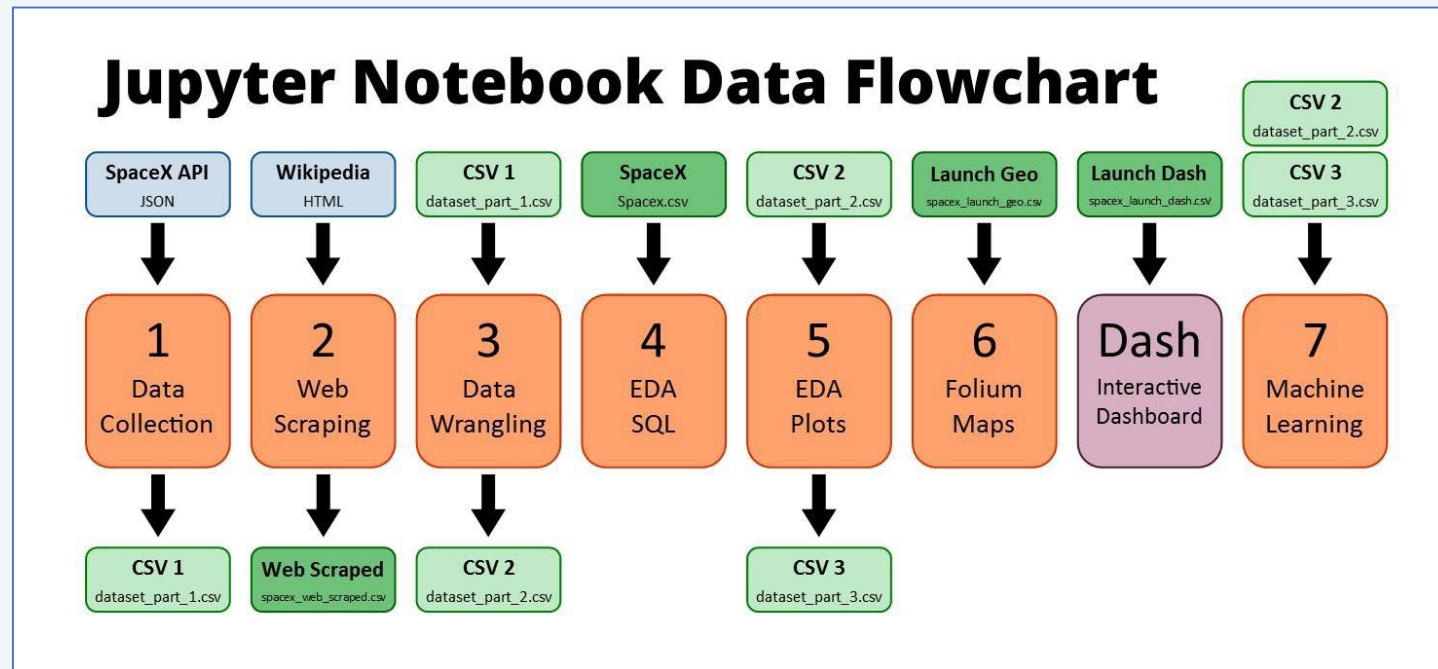 Jupyter Notebook Data Flowchart
CSV 2
dataset_part_2.csv
SpaceX API
JSON
Wikipedia
HTML
CSV 1
dataset_part_1.csv
SpaceX
Spacex.csv
CSV 2
dataset_part_2.csv
Launch Geo
spacex_launch_geo.csv
Launch Dash
spacex_launch_dash.csv
CSV 3
dataset_part_3.csv
1
Data
Collection
2
Web
Scraping
3
Data
Wrangling
4
EDA
SQL
5
EDA
Plots
6
Folium
Maps
Dash
Interactive
Dashboard
7
Machine
Learning
CSV 1
dataset_part_1.csv
Web Scraped
spacex_web_scraped.csv
CSV 2
dataset_part_2.csv
CSV 3
dataset_part_3.csv